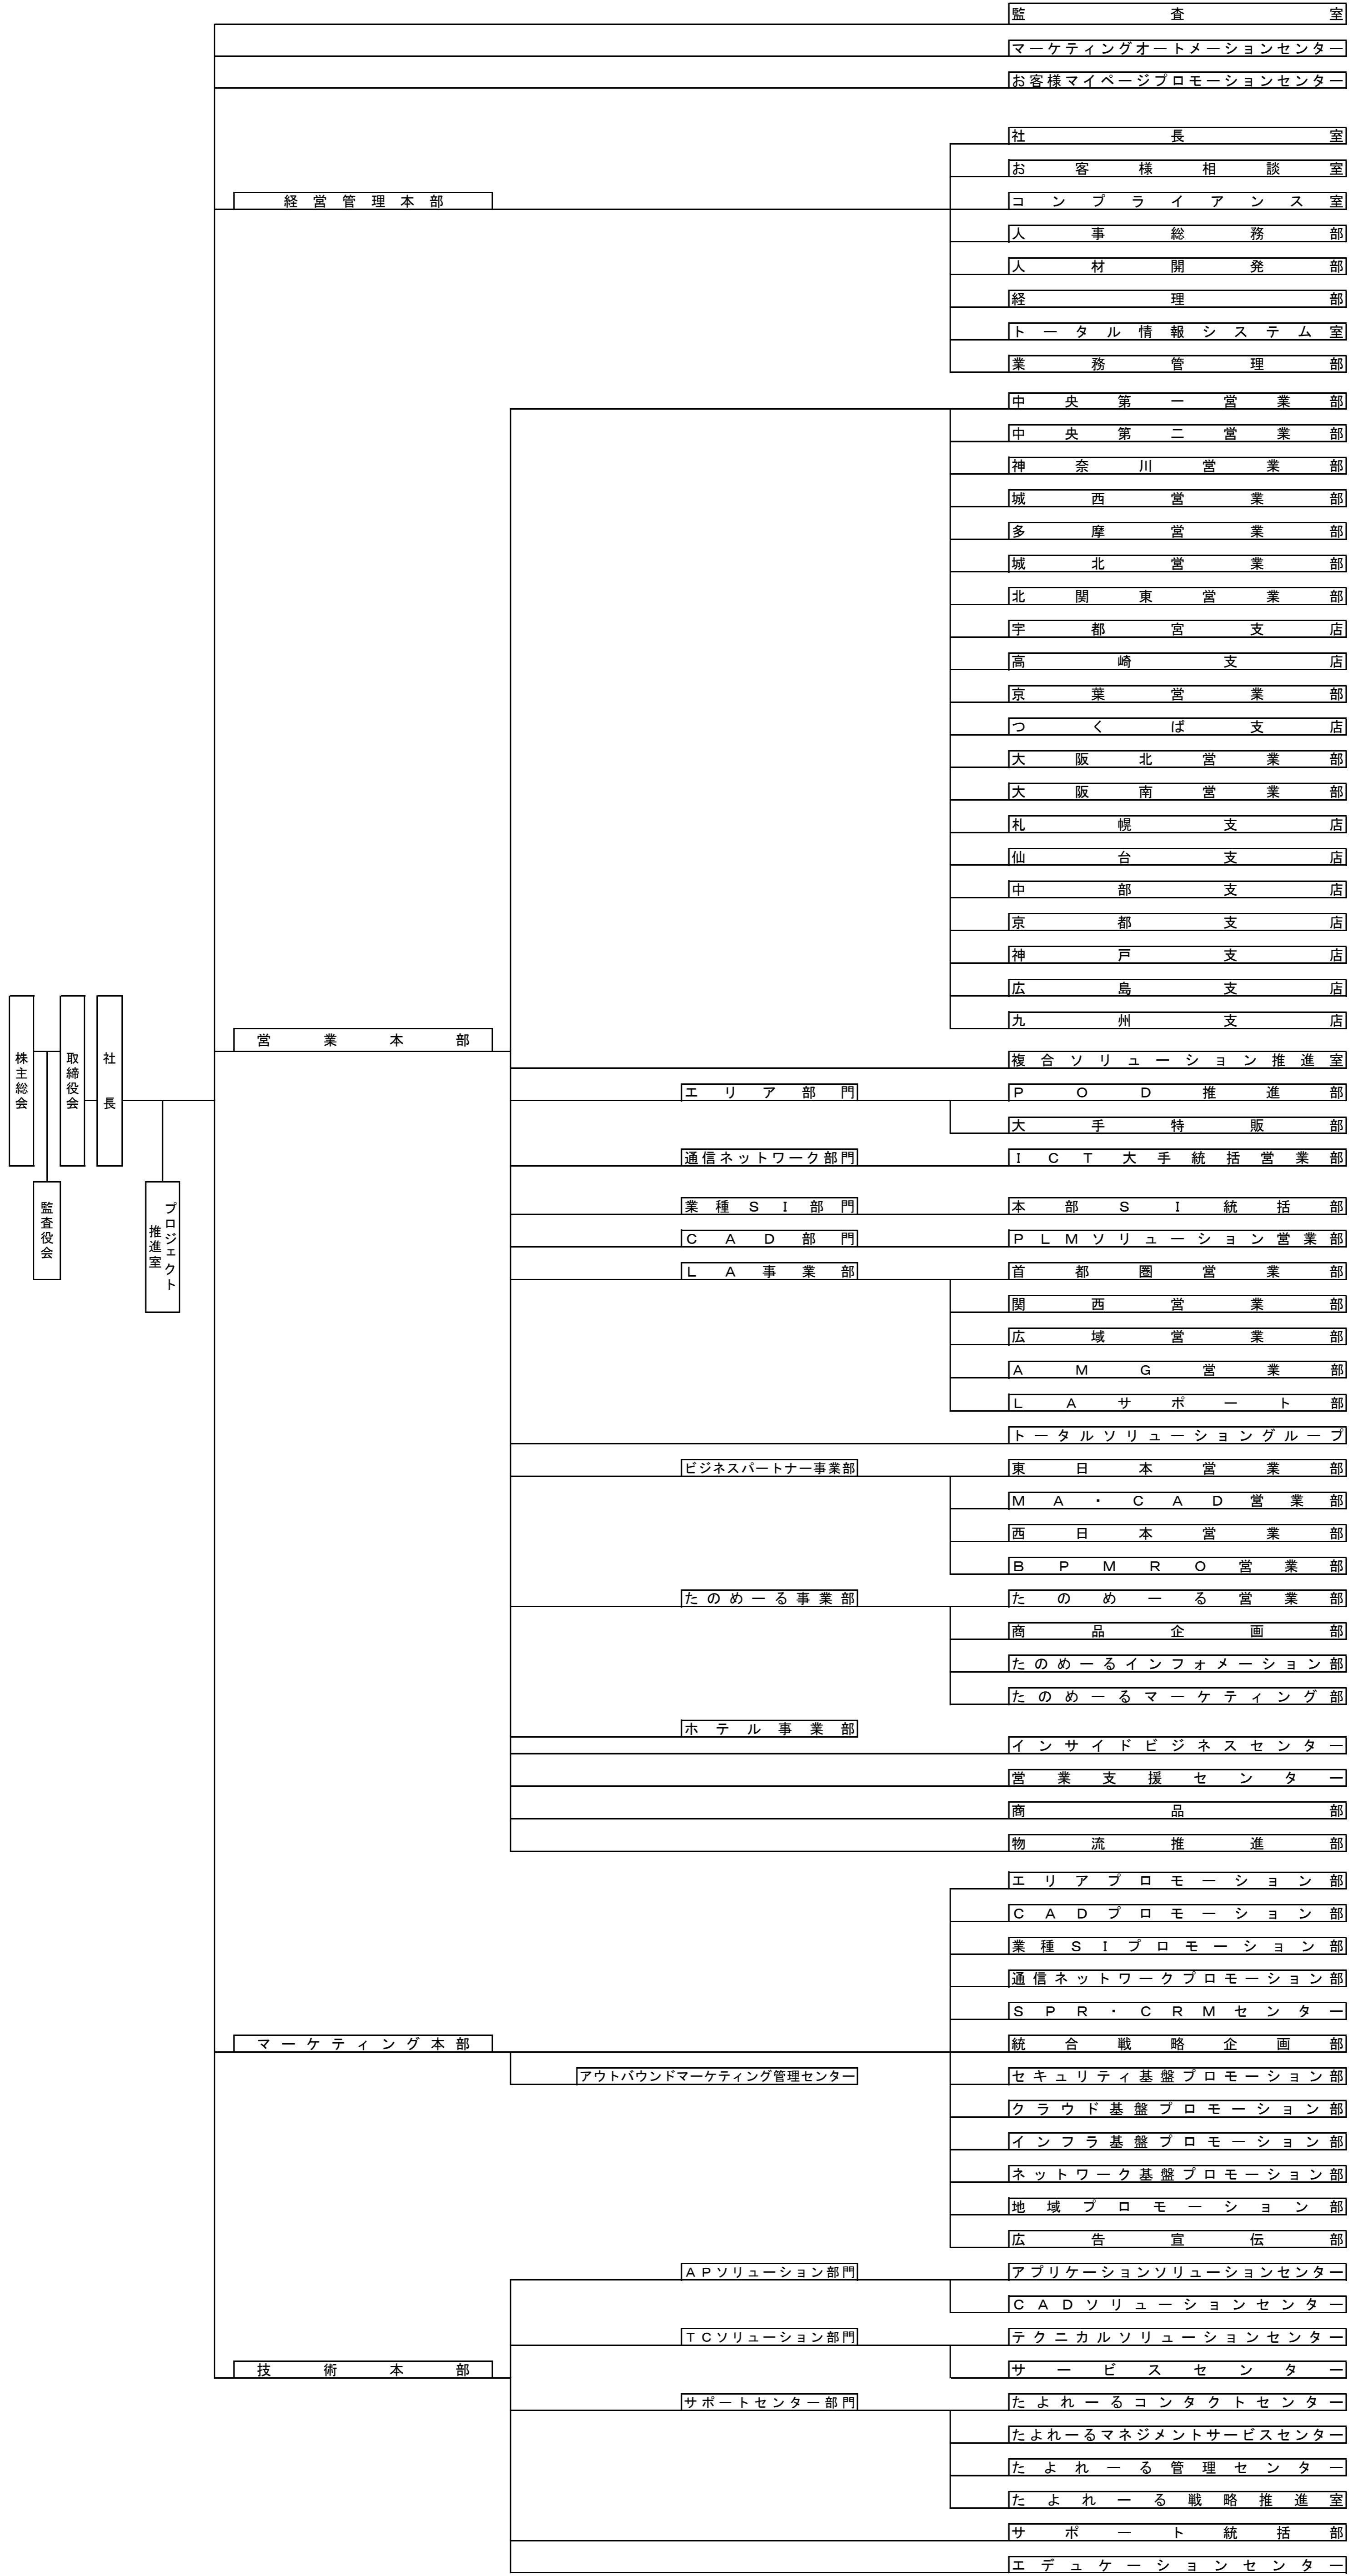 監査室
マーケティングオートメーションセンター
お客様マイページプロモーションセンター
社長室
お客様相談室
経営管理本部
コンプライアンス室
人事総務部
人材開発部
経理部
トータル情報システム室
業務管理部
中央第一営業部
中央第二営業部
神奈川営業部
城西営業部
多摩営業部
城北営業部
北関東営業部
宇都宮支店
高崎支店
京葉営業部
つくば支店
大阪北営業部
大阪南営業部
札幌支店
仙台支店
中部支店
京都支店
神戸支店
広島支店
九州支店
営業本部
株主総会
取締役会
社長
監査役会
プロジェクト
推進室
複合ソリューション推進室
エリア部門
POD推進部
大手特販部
通信ネットワーク部門
ICT大手統括営業部
業種SI部門
本部SI統括部
CAD部門
PLMソリューション営業部
LA事業部
首都圏営業部
関西営業部
広域営業部
AMG営業部
LAサポート部
トータルソリューショングループ
ビジネスパートナー事業部
東日本営業部
MA・CAD営業部
西日本営業部
BPMRO営業部
たのめーる事業部
たのめーる営業部
商品企画部
たのめーるインフォメーション部
たのめーるマーケティング部
ホテル事業部
インサイドビジネスセンター
営業支援センター
商品部
物流推進部
エリアプロモーション部
CADプロモーション部
業種SIプロモーション部
通信ネットワークプロモーション部
SPR・CRMセンター
マーケティング本部
統合戦略企画部
アウトバウンドマーケティング管理センター
セキュリティ基盤プロモーション部
クラウド基盤プロモーション部
インフラ基盤プロモーション部
ネットワーク基盤プロモーション部
地域プロモーション部
広告宣伝部
APソリューション部門
アプリケーションソリューションセンター
CADソリューションセンター
TCソリューション部門
テクニカルソリューションセンター
技術本部
サービスセンター
サポートセンター部門
たよれーるコンタクトセンター
たよれーるマネジメントサービスセンター
たよれーる管理センター
たよれーる戦略推進室
サポート統括部
エデュケーションセンター